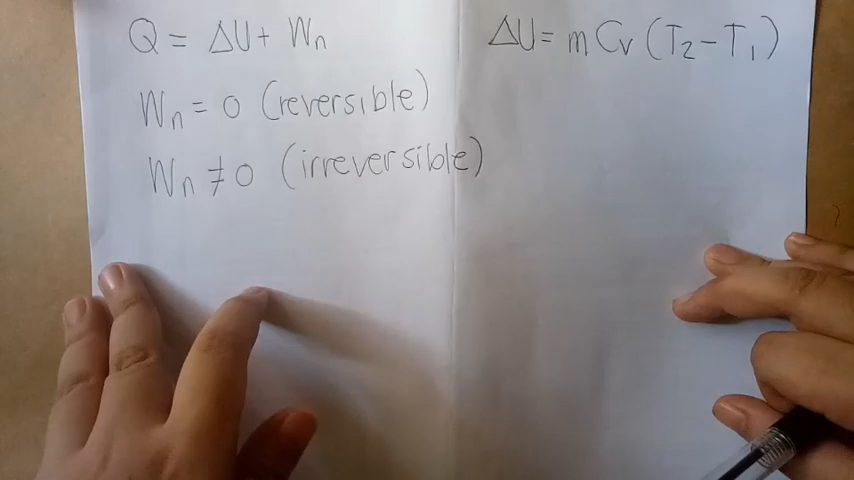 Q = ΔU + Wn
ΔU = m Cv (T2 - T1)
Wn = 0 (reversible)
Wn ≠ 0 (irreversible)